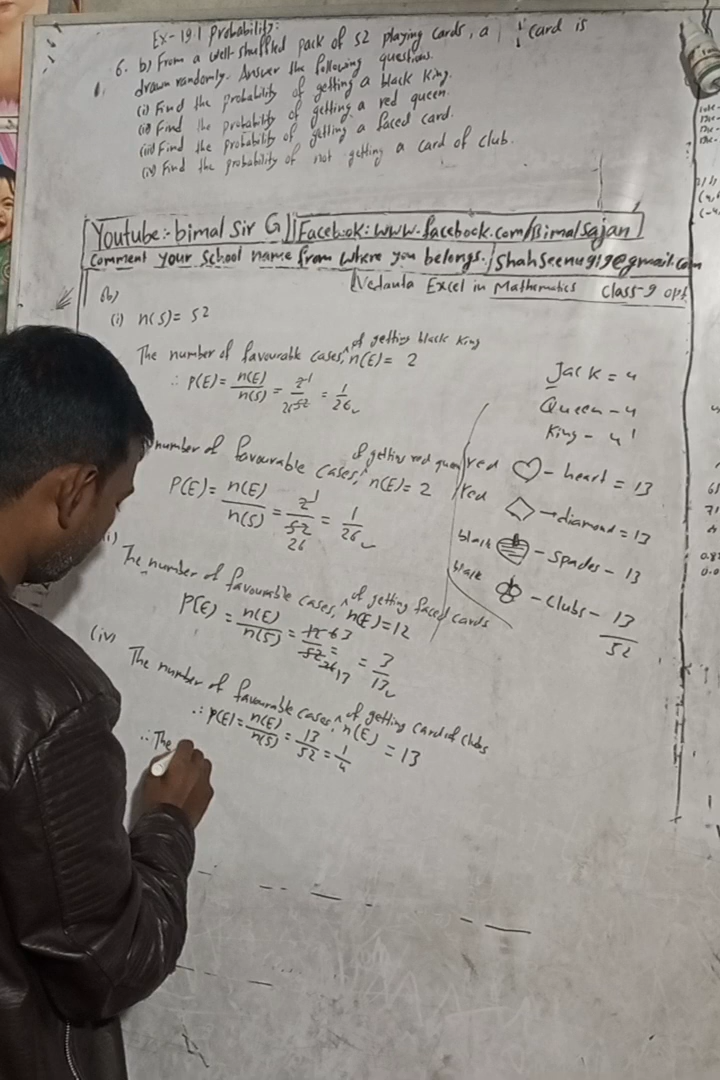 Ex-19.1 Probability:
6. b) From a well-shuffled pack of 52 playing cards, a card is
drawn randomly. Answer the following questions.
(i) Find the probability of getting a black King.
(ii) Find the probability of getting a red queen.
(iii) Find the probability of getting a faced card.
(iv) Find the probability of not getting a card of club.
Youtube:- bimal Sir G || Facebook: www.facebook.com/Bimalsajan
Comment your School name from where you belongs. / shahseenu919@gmail.com
Vedanta Excel in Mathematics Class-9 opt
6b)
(i) n(S) = 52
The number of favourable cases, ^ of getting black King n(E) = 2
∴ P(E) = n(E)/n(S) = 2/52 = 1/26
number of favourable cases, ^ of getting red queen n(E) = 2
P(E) = n(E)/n(S) = 2/52 = 1/26
The number of favourable cases, ^ of getting faced cards n(E) = 12
P(E) = n(E)/n(S) = 12/52 = 3/13
(iv)
The number of favourable cases, ^ of getting card of clubs n(E) = 13
∴ P(E) = n(E)/n(S) = 13/52 = 1/4
∴ The
Jack = 4
Queen - 4
King - 4
red ♡ - heart = 13
red ◇ → diamond = 13
black ♠ - Spades - 13
black ♣ - Clubs - 13
52